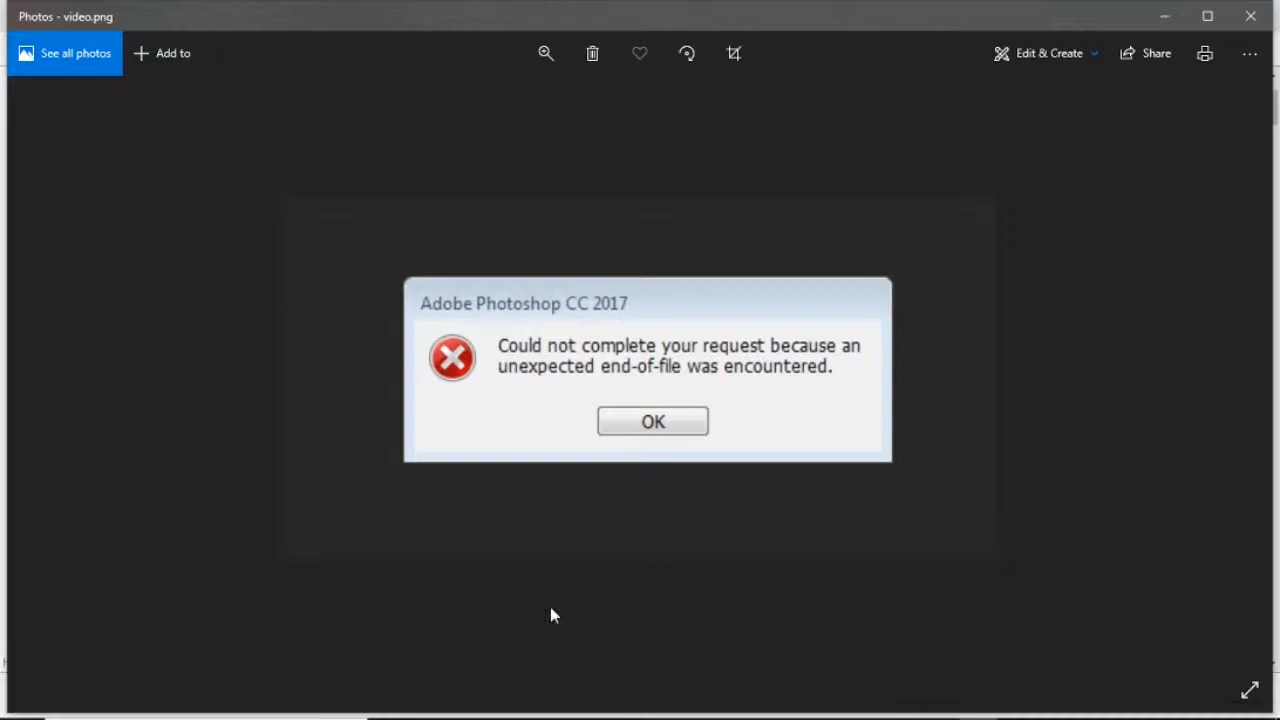 Photos - video.png
See all photos
Add to
Edit & Create
Share
Adobe Photoshop CC 2017
Could not complete your request because an
unexpected end-of-file was encountered.
OK